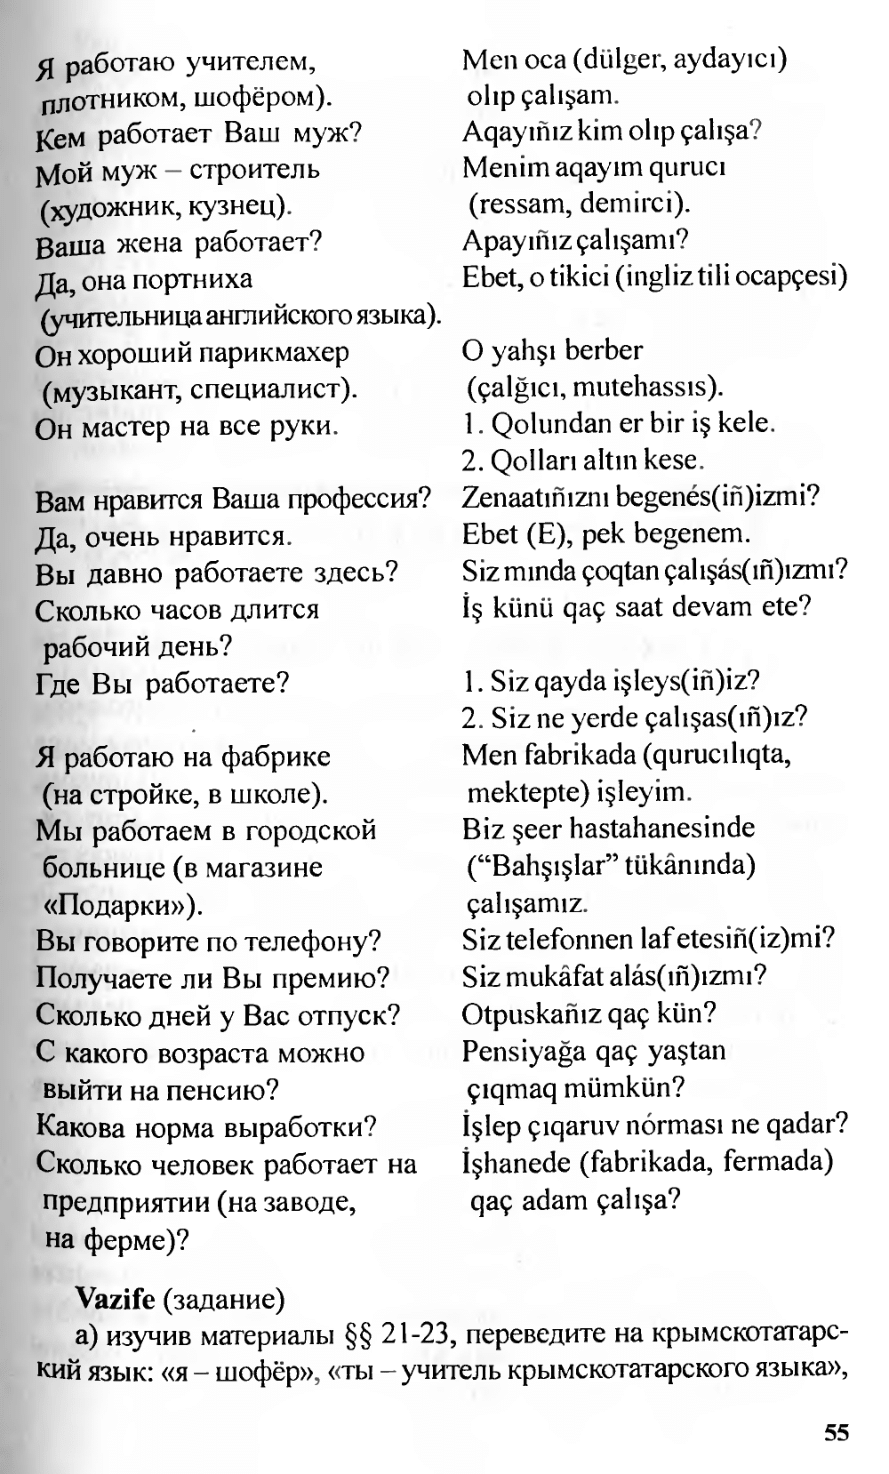 Я работаю учителем, Men oca (dülger, aydayıcı)
плотником, шофёром). olıp çalışam.
Кем работает Ваш муж? Aqayıñız kim olıp çalışa?
Мой муж – строитель Menim aqayım qurucı
(художник, кузнец). (ressam, demirci).
Ваша жена работает? Apayıñız çalışamı?
Да, она портниха Ebet, o tikici (ingliz tili ocapçesi)
(учительница английского языка).
Он хороший парикмахер O yahşı berber
(музыкант, специалист). (çalğıcı, mutehassıs).
Он мастер на все руки. 1. Qolundan er bir iş kele.
2. Qolları altın kese.
Вам нравится Ваша профессия? Zenaatıñıznı begenés(iñ)izmi?
Да, очень нравится. Ebet (E), pek begenem.
Вы давно работаете здесь? Siz mında çoqtan çalışás(ıñ)ızmı?
Сколько часов длится İş künü qaç saat devam ete?
рабочий день?
Где Вы работаете? 1. Siz qayda işleys(iñ)iz?
2. Siz ne yerde çalışas(ıñ)ız?
Я работаю на фабрике Men fabrikada (qurucılıqta,
(на стройке, в школе). mektepte) işleyim.
Мы работаем в городской Biz şeer hastahanesinde
больнице (в магазине (“Bahşışlar” tükânında)
«Подарки»). çalışamız.
Вы говорите по телефону? Siz telefonnen laf etesiñ(iz)mi?
Получаете ли Вы премию? Siz mukâfat alás(ıñ)ızmı?
Сколько дней у Вас отпуск? Otpuskañız qaç kün?
С какого возраста можно Pensiyağa qaç yaştan
выйти на пенсию? çıqmaq mümkün?
Какова норма выработки? İşlep çıqaruv nórması ne qadar?
Сколько человек работает на İşhanede (fabrikada, fermada)
предприятии (на заводе, qaç adam çalışa?
на ферме)?
Vazife (задание)
а) изучив материалы §§ 21-23, переведите на крымскотатарс-
кий язык: «я – шофёр», «ты – учитель крымскотатарского языка»,
55